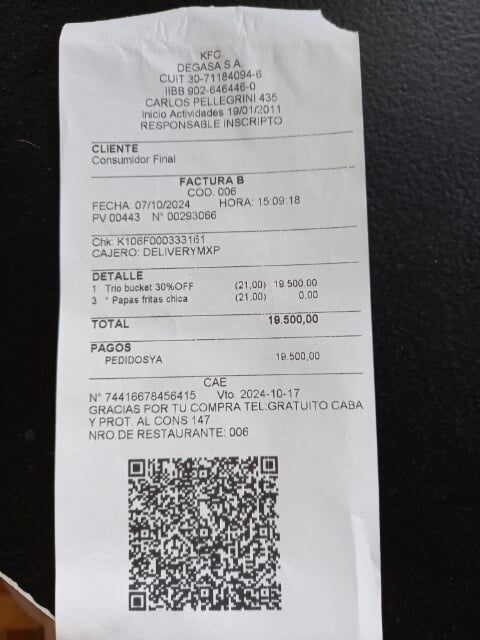 KFC
DEGASA S.A.
CUIT 30-71184094-6
IIBB 902-646446-0
CARLOS PELLEGRINI 435
Inicio Actividades 19/01/2011
RESPONSABLE INSCRIPTO
CLIENTE
Consumidor Final
FACTURA B
COD. 006
FECHA: 07/10/2024 HORA: 15:09:18
PV 00443 N° 00293066
Chk: K106F000333161
CAJERO: DELIVERYMXP
DETALLE
1 Trio bucket 30%OFF (21,00) 19.500,00
3 * Papas fritas chica (21,00) 0,00
TOTAL 19.500,00
PAGOS
PEDIDOSYA 19.500,00
CAE
N° 74416678456415 Vto. 2024-10-17
GRACIAS POR TU COMPRA TEL:GRATUITO CABA
Y PROT. AL CONS 147
NRO DE RESTAURANTE: 006